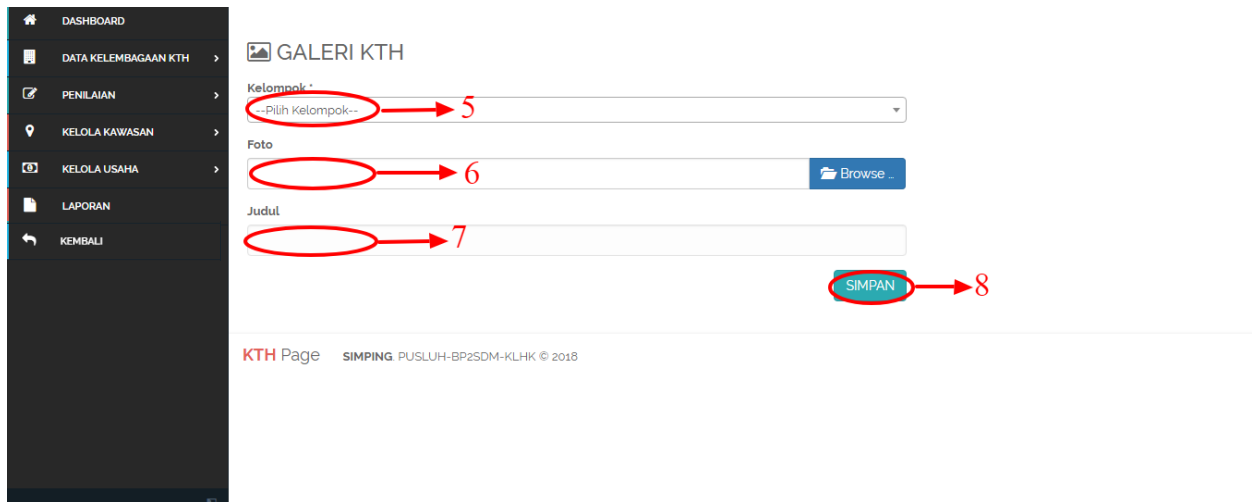 DASHBOARD
DATA KELEMBAGAAN KTH
PENILAIAN
KELOLA KAWASAN
KELOLA USAHA
LAPORAN
KEMBALI
GALERI KTH
Kelompok *
--Pilih Kelompok-- 5
Foto
6 Browse ...
Judul
7
SIMPAN 8
KTH Page SIMPING. PUSLUH-BP2SDM-KLHK © 2018